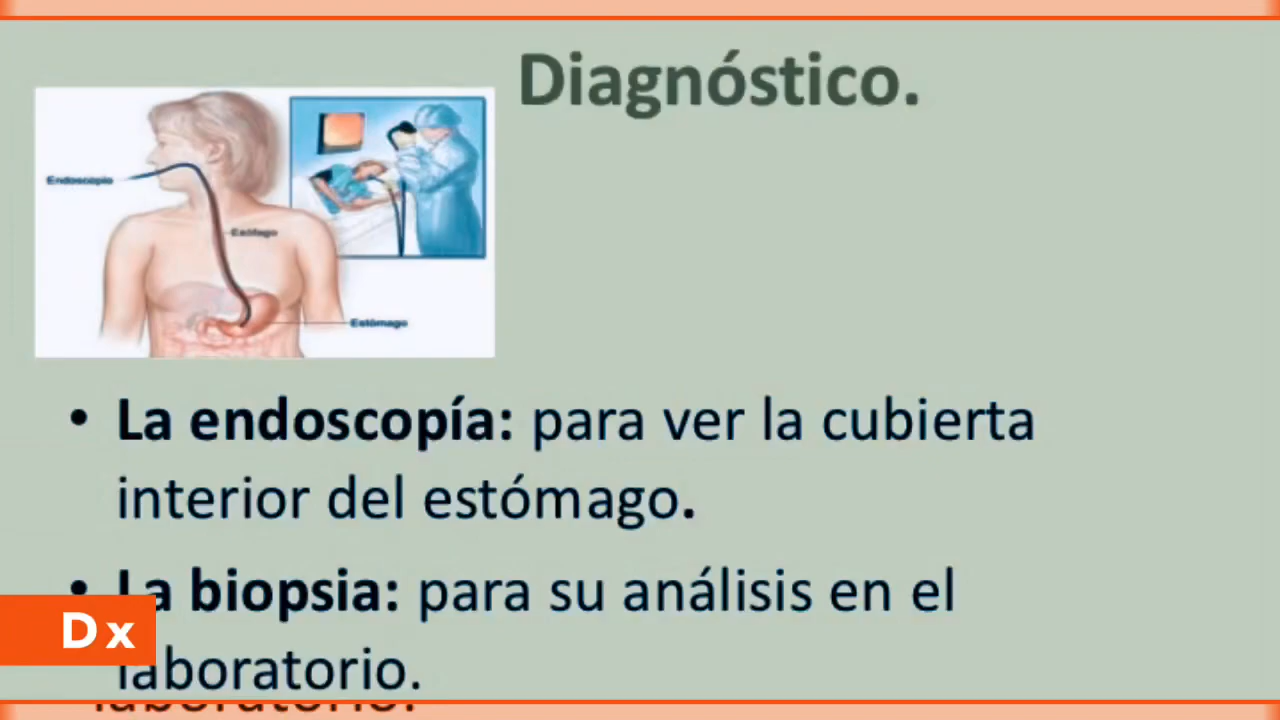 Diagnóstico.
Endoscopio
Esófago
Estómago
• La endoscopía: para ver la cubierta
interior del estómago.
• La biopsia: para su análisis en el
laboratorio.
Dx
laboratorio.